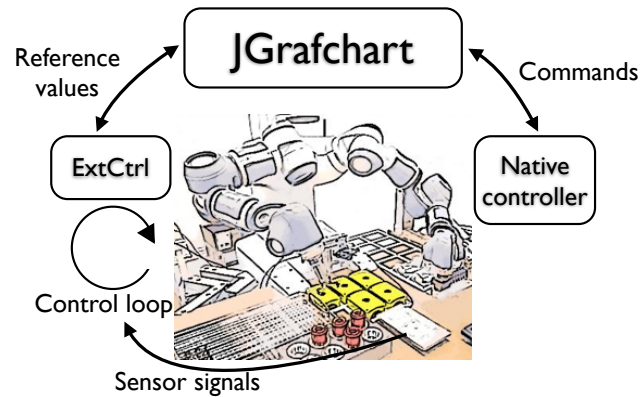 JGrafchart
Reference
values
Commands
ExtCtrl
Native
controller
Control loop
Sensor signals